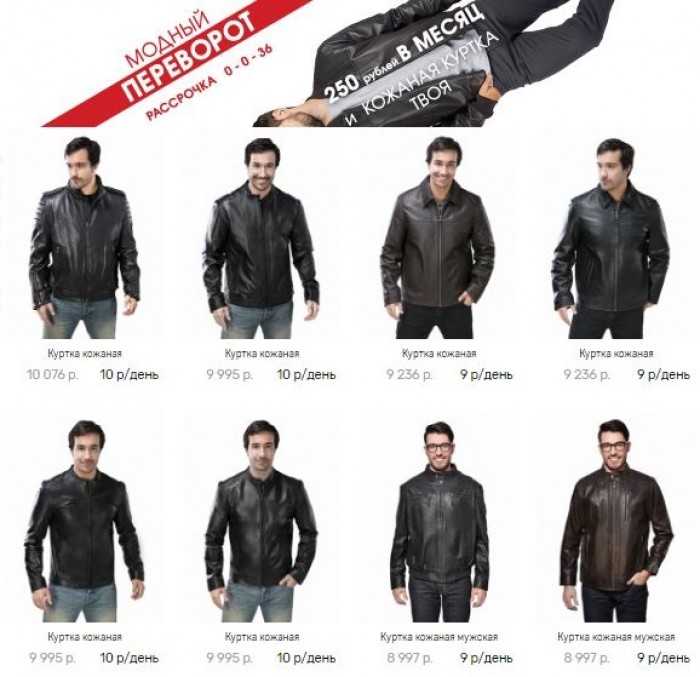 МОДНЫЙ
ПЕРЕВОРОТ
РАССРОЧКА 0-0-36
250 рублей В МЕСЯЦ
И КОЖАНАЯ КУРТКА
ТВОЯ
Куртка кожаная
10 076 р. 10 р/день
Куртка кожаная
9 995 р. 10 р/день
Куртка кожаная
9 236 р. 9 р/день
Куртка кожаная
9 236 р. 9 р/день
Куртка кожаная
9 995 р. 10 р/день
Куртка кожаная
9 995 р. 10 р/день
Куртка кожаная мужская
8 997 р. 9 р/день
Куртка кожаная мужская
8 997 р. 9 р/день